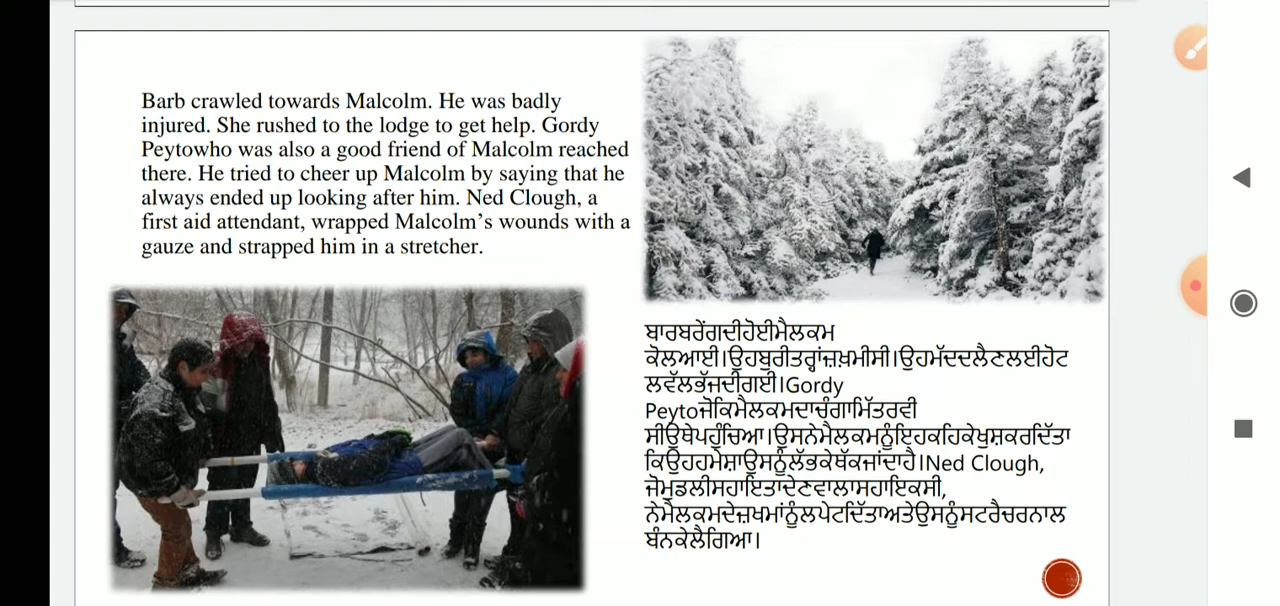 Barb crawled towards Malcolm. He was badly
injured. She rushed to the lodge to get help. Gordy
Peytowho was also a good friend of Malcolm reached
there. He tried to cheer up Malcolm by saying that he
always ended up looking after him. Ned Clough, a
first aid attendant, wrapped Malcolm's wounds with a
gauze and strapped him in a stretcher.
ਬਾਰਬਰੇਂਗਦੀਹੋਈਮੈਲਕਮ
ਕੋਲਆਈ।ਉਹਬੁਰੀਤਰ੍ਹਾਂਜ਼ਖ਼ਮੀਸੀ।ਉਹਮੱਦਦਲੈਣਲਈਹੋਟ
ਲਵੱਲਭੱਜਦੀਗਈ।Gordy
Peytoਜੋਕਿਮੈਲਕਮਦਾਚੰਗਾਮਿੱਤਰਵੀ
ਸੀਉਥੇਪਹੁੰਚਿਆ।ਉਸਨੇਮੈਲਕਮਨੂੰਇਹਕਹਿਕੇਖੁਸ਼ਕਰਦਿੱਤਾ
ਕਿਉਹਹਮੇਸ਼ਾਉਸਨੂੰਲੱਭਕੇਥੱਕਜਾਂਦਾਹੈ।Ned Clough,
ਜੋਮੁਡਲੀਸਹਾਇਤਾਦੇਣਵਾਲਾਸਹਾਇਕਸੀ,
ਨੇਮੈਲਕਮਦੇਜ਼ਖਮਾਂਨੂੰਲਪੇਟਦਿੱਤਾਅਤੇਉਸਨੂੰਸਟਰੈਚਰਨਾਲ
ਬੰਨਕੇਲੈਗਿਆ।